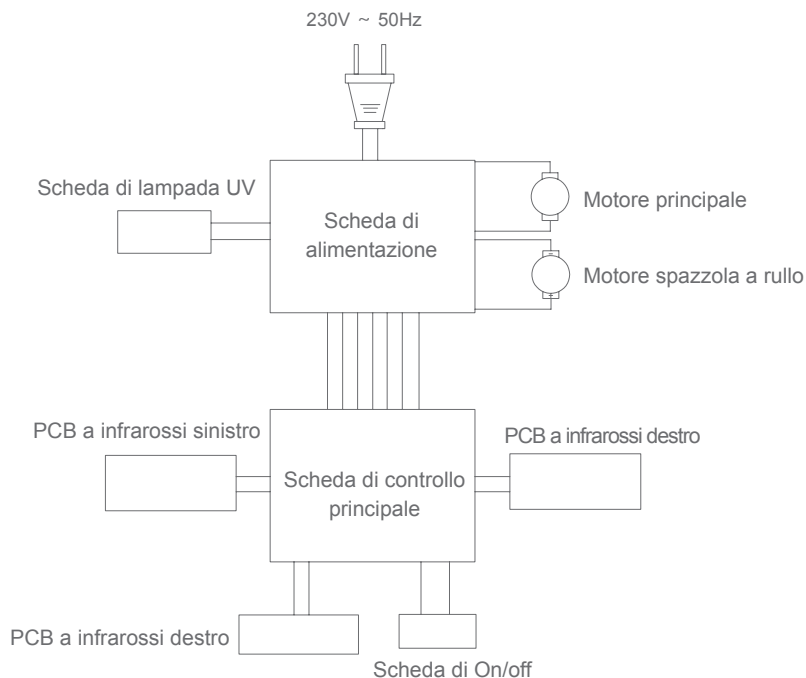 230V ~ 50Hz
Scheda di lampada UV
Scheda di
alimentazione
Motore principale
Motore spazzola a rullo
PCB a infrarossi sinistro
PCB a infrarossi destro
Scheda di controllo
principale
PCB a infrarossi destro
Scheda di On/off